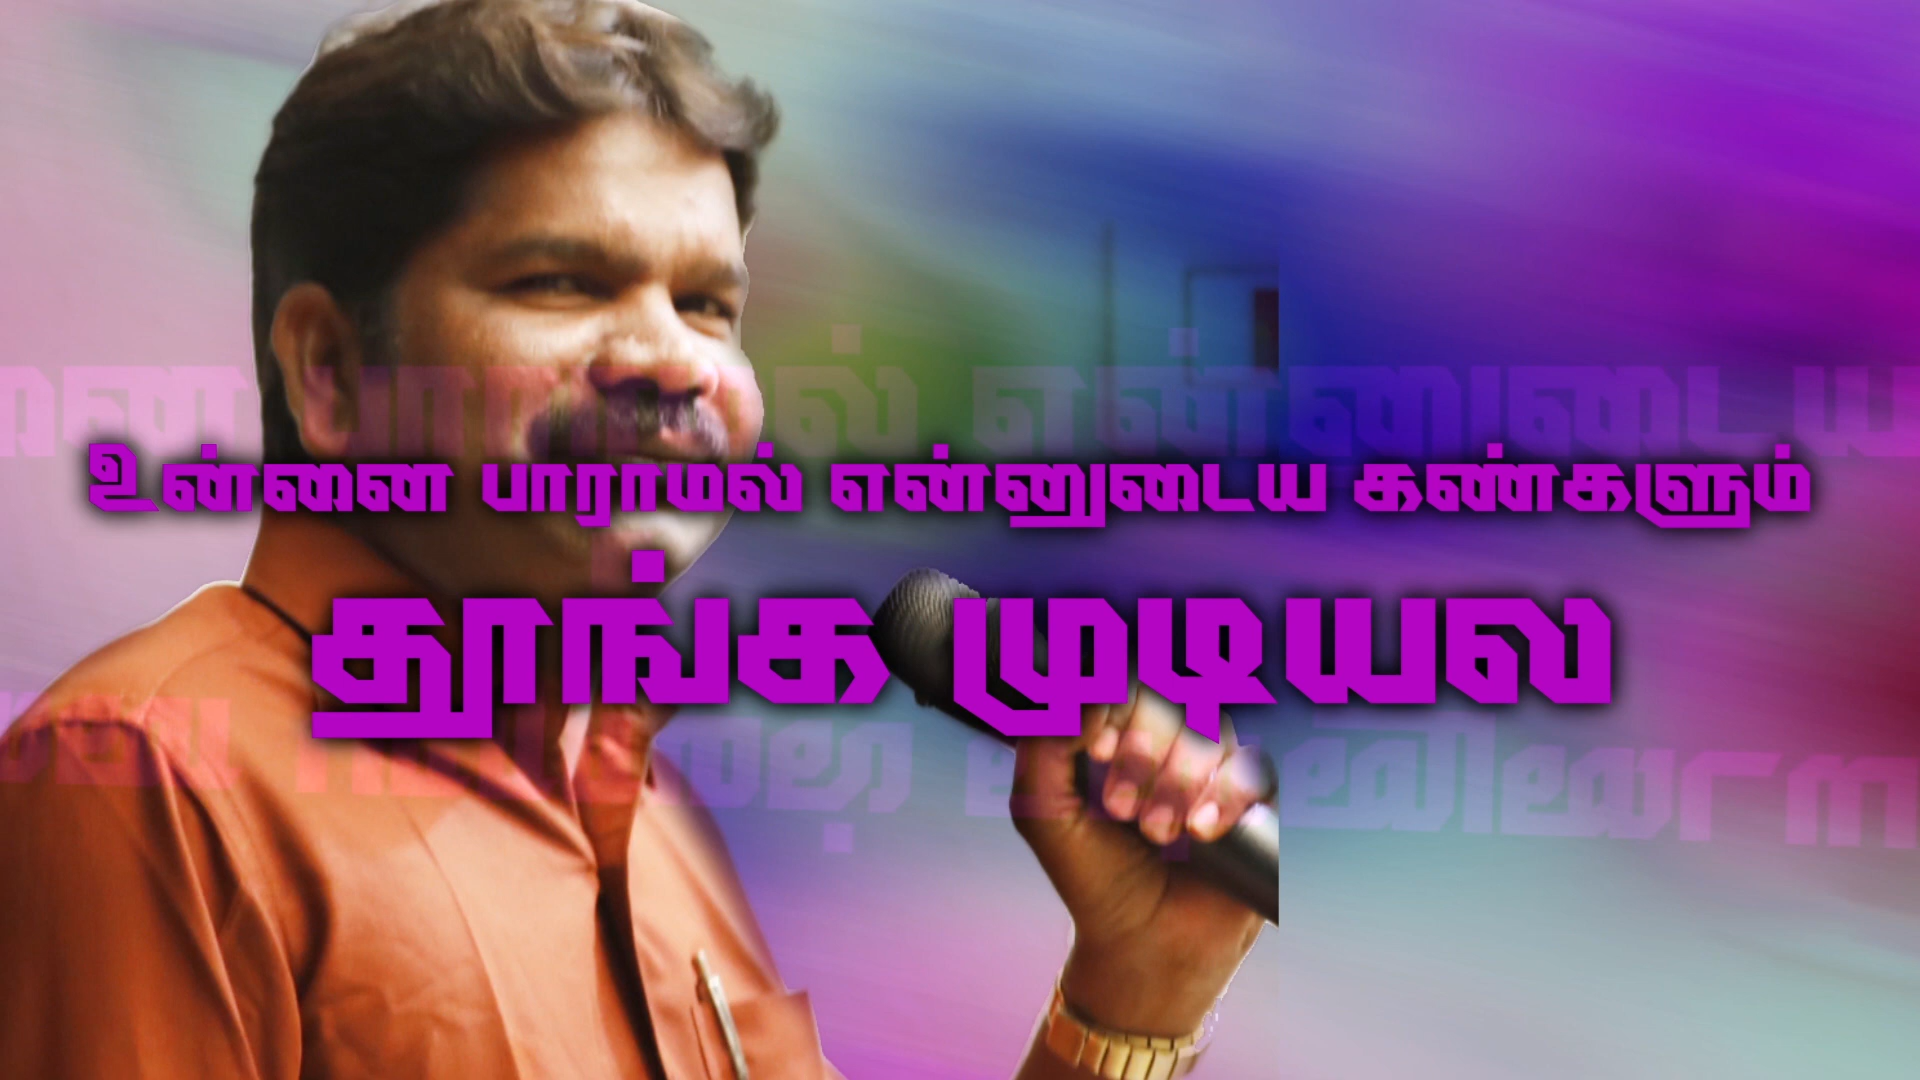 உன்னை பாராமல் என்னுடைய கண்களும்
தூங்க முடியல